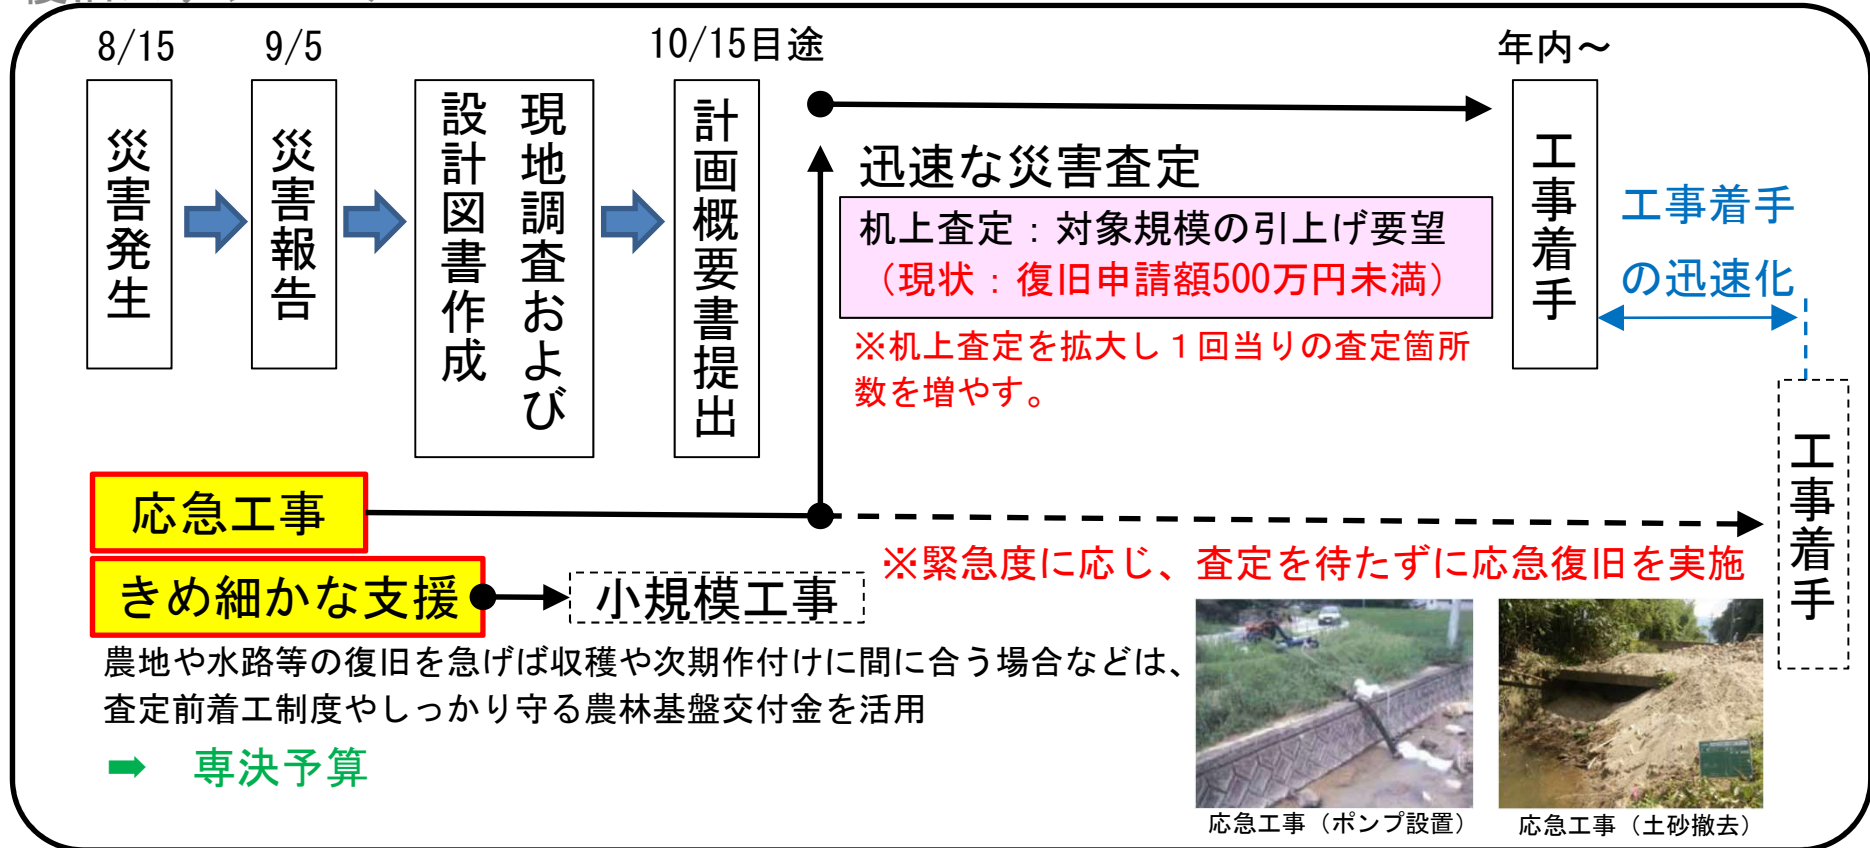 8/15
9/5
10/15目途
年内～
災害発生
災害報告
現地調査および
設計図書作成
計画概要書提出
迅速な災害査定
机上査定：対象規模の引上げ要望
（現状：復旧申請額500万円未満）
※机上査定を拡大し１回当りの査定箇所
数を増やす。
工事着手
工事着手
の迅速化
工事着手
応急工事
※緊急度に応じ、査定を待たずに応急復旧を実施
きめ細かな支援
小規模工事
農地や水路等の復旧を急げば収穫や次期作付けに間に合う場合などは、
査定前着工制度やしっかり守る農林基盤交付金を活用
➡ 専決予算
応急工事（ポンプ設置）
応急工事（土砂撤去）